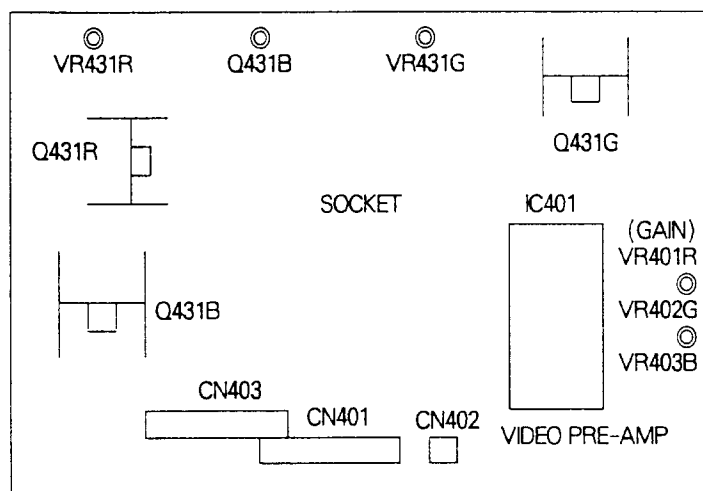 VR431R
Q431B
VR431G
Q431R
Q431G
SOCKET
IC401
(GAIN)
VR401R
VR402G
Q431B
VR403B
CN403
CN401
CN402
VIDEO PRE-AMP